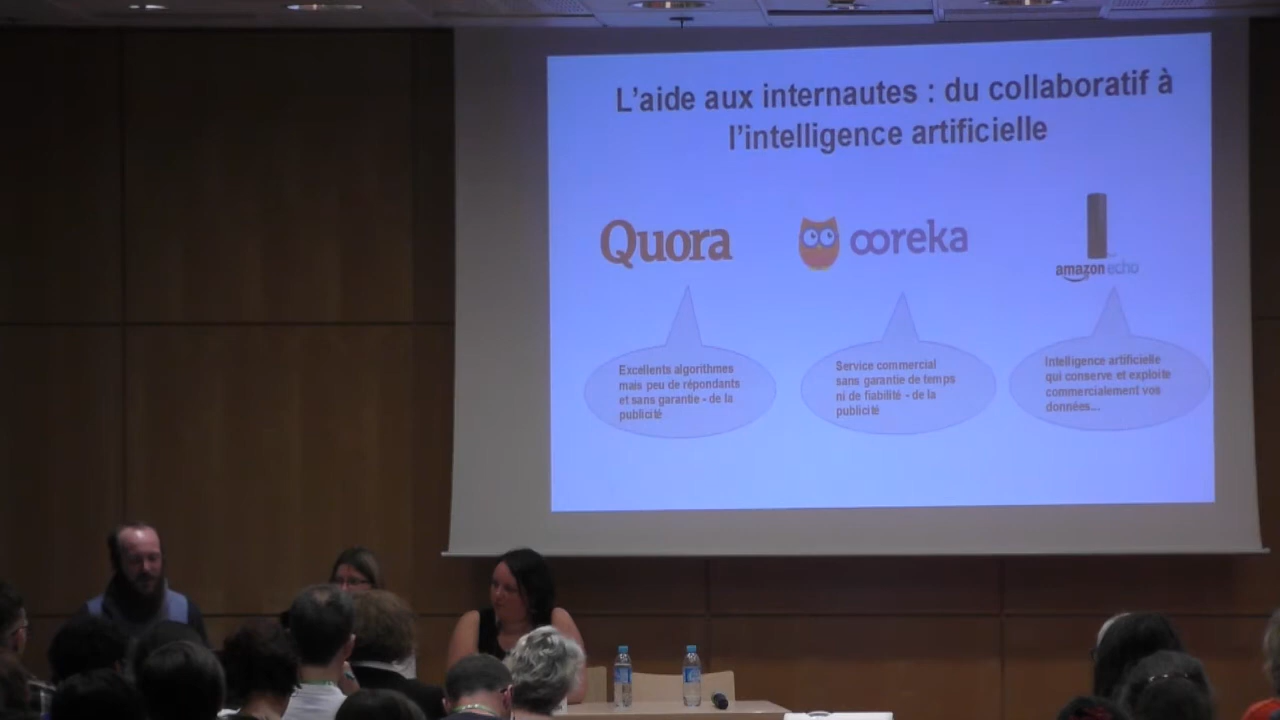 L'aide aux internautes : du collaboratif à
l'intelligence artificielle
Quora
ooreka
amazon echo
Excellents algorithmes
mais peu de répondants
et sans garantie - de la
publicité
Service commercial
sans garantie de temps
ni de fiabilité - de la
publicité
Intelligence artificielle
qui conserve et exploite
commercialement vos
données...